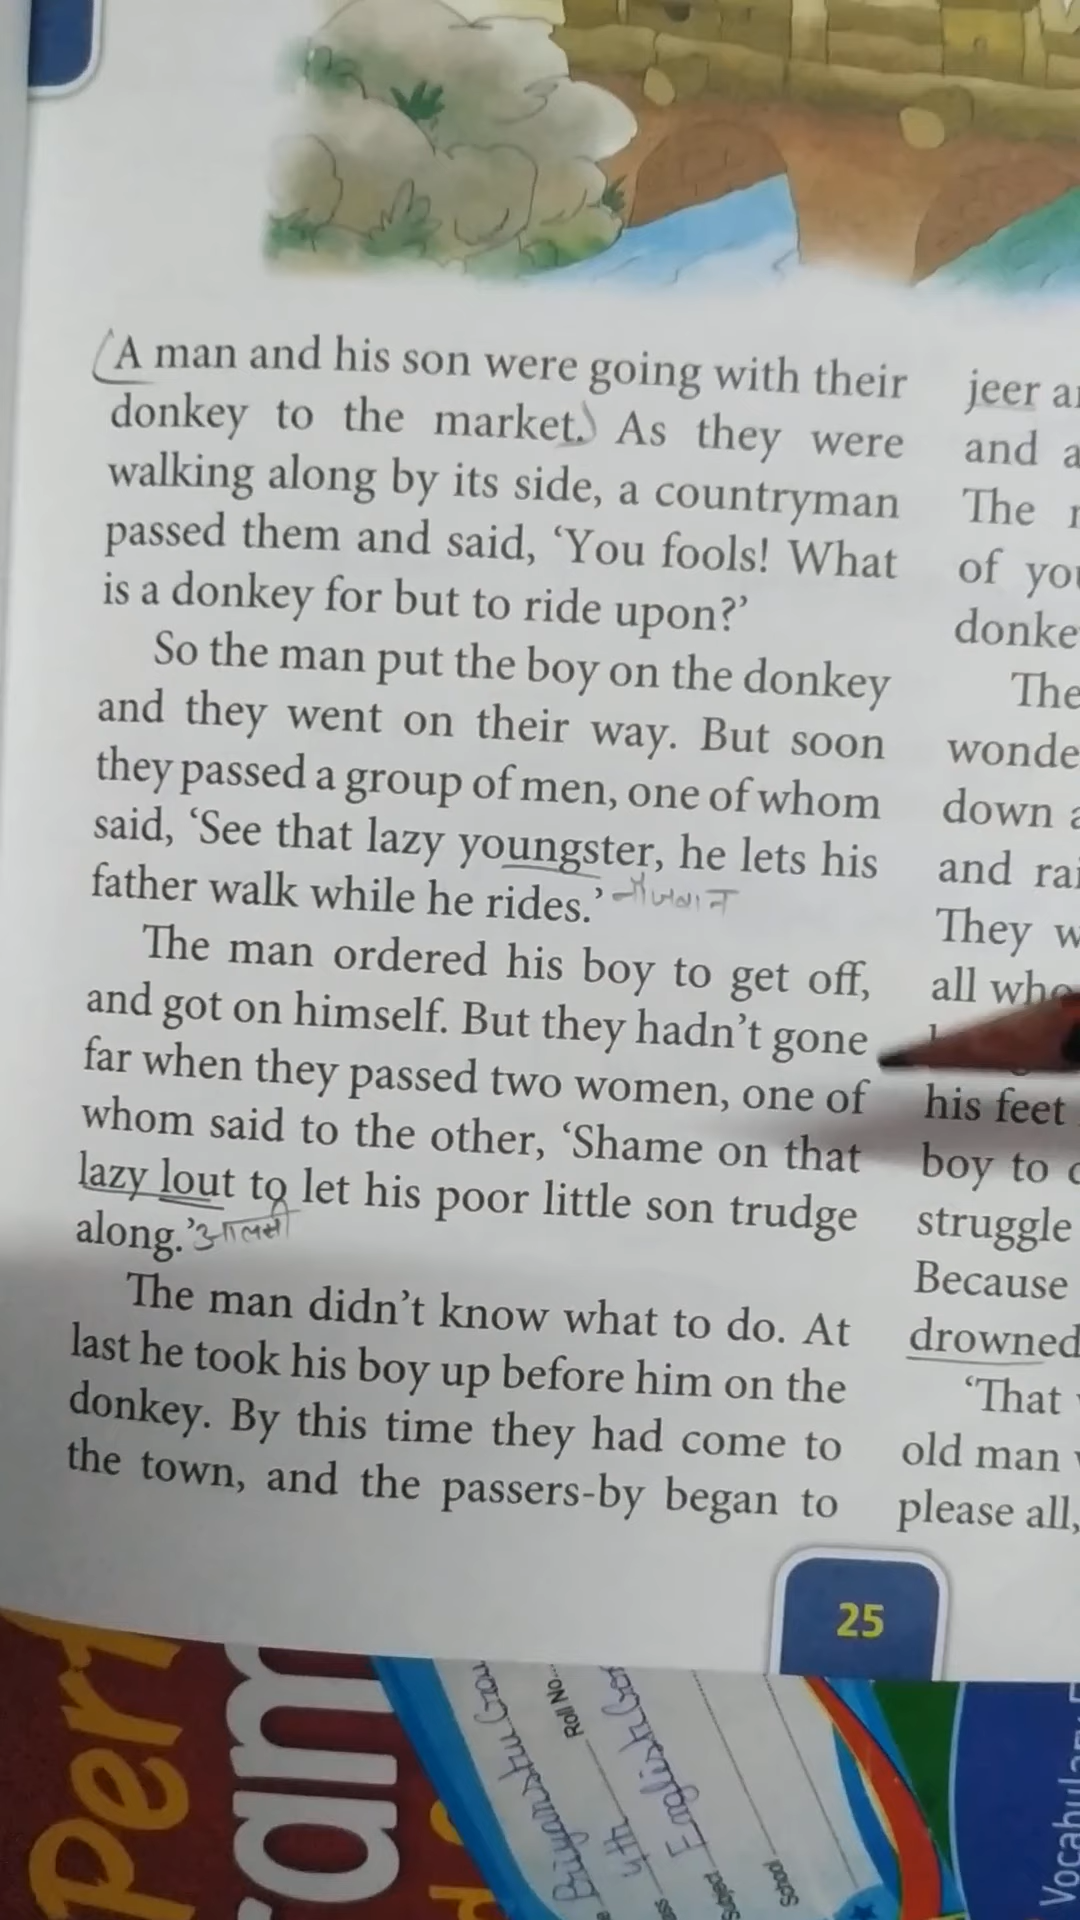 A man and his son were going with their
donkey to the market. As they were
walking along by its side, a countryman
passed them and said, ‘You fools! What
is a donkey for but to ride upon?’
So the man put the boy on the donkey
and they went on their way. But soon
they passed a group of men, one of whom
said, ‘See that lazy youngster, he lets his
father walk while he rides.’ नौजवान
The man ordered his boy to get off,
and got on himself. But they hadn’t gone
far when they passed two women, one of
whom said to the other, ‘Shame on that
lazy lout to let his poor little son trudge
along.’ आलसी
The man didn’t know what to do. At
last he took his boy up before him on the
donkey. By this time they had come to
the town, and the passers-by began to
jeer
and
The
of
donke
The
wonde
down
and
They
all
his feet
boy to
struggle
Because
drowned
‘That
old man
please all,
25
Roll No...
4th
Subject English
School